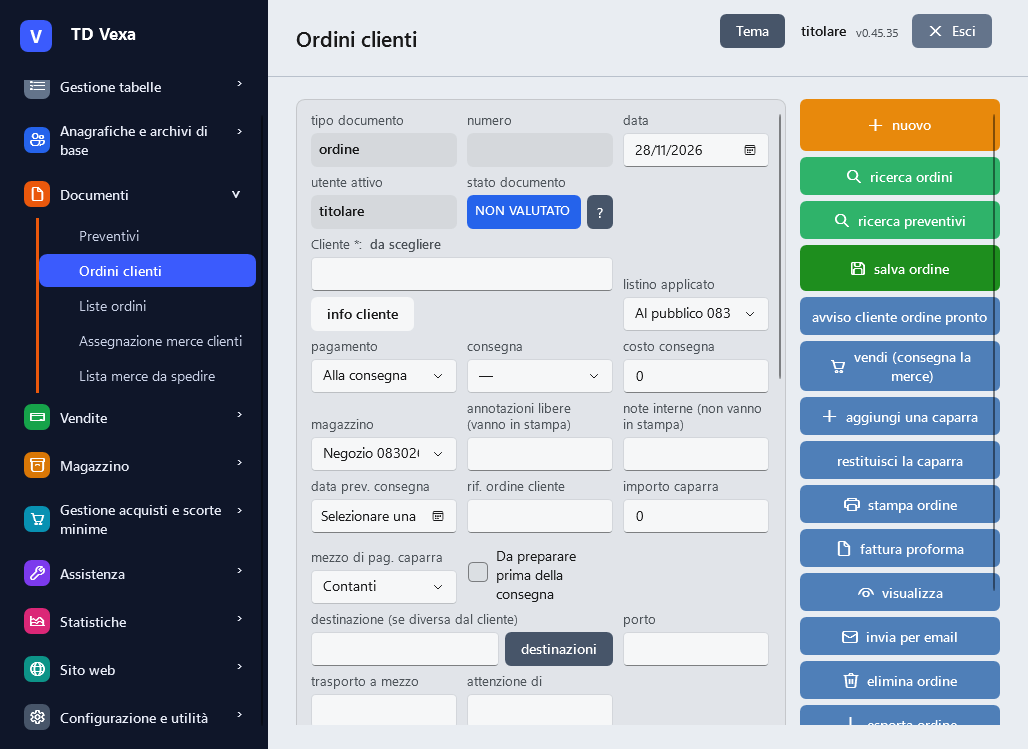 V
TD Vexa
Gestione tabelle
Anagrafiche e archivi di
base
Documenti
Preventivi
Ordini clienti
Liste ordini
Assegnazione merce clienti
Lista merce da spedire
Vendite
Magazzino
Gestione acquisti e scorte
minime
Assistenza
Statistiche
Sito web
Configurazione e utilità
Ordini clienti
Tema
titolare v0.45.35
Esci
tipo documento
numero
data
ordine
28/11/2026
utente attivo
stato documento
titolare
NON VALUTATO
?
Cliente *: da scegliere
listino applicato
info cliente
Al pubblico 083
pagamento
consegna
costo consegna
Alla consegna
—
0
magazzino
annotazioni libere
(vanno in stampa)
note interne (non vanno
in stampa)
Negozio 08302
data prev. consegna
rif. ordine cliente
importo caparra
Selezionare una
0
mezzo di pag. caparra
Da preparare
prima della
consegna
Contanti
destinazione (se diversa dal cliente)
porto
destinazioni
trasporto a mezzo
attenzione di
nuovo
ricerca ordini
ricerca preventivi
salva ordine
avviso cliente ordine pronto
vendi (consegna la
merce)
aggiungi una caparra
restituisci la caparra
stampa ordine
fattura proforma
visualizza
invia per email
elimina ordine
esporta ordine